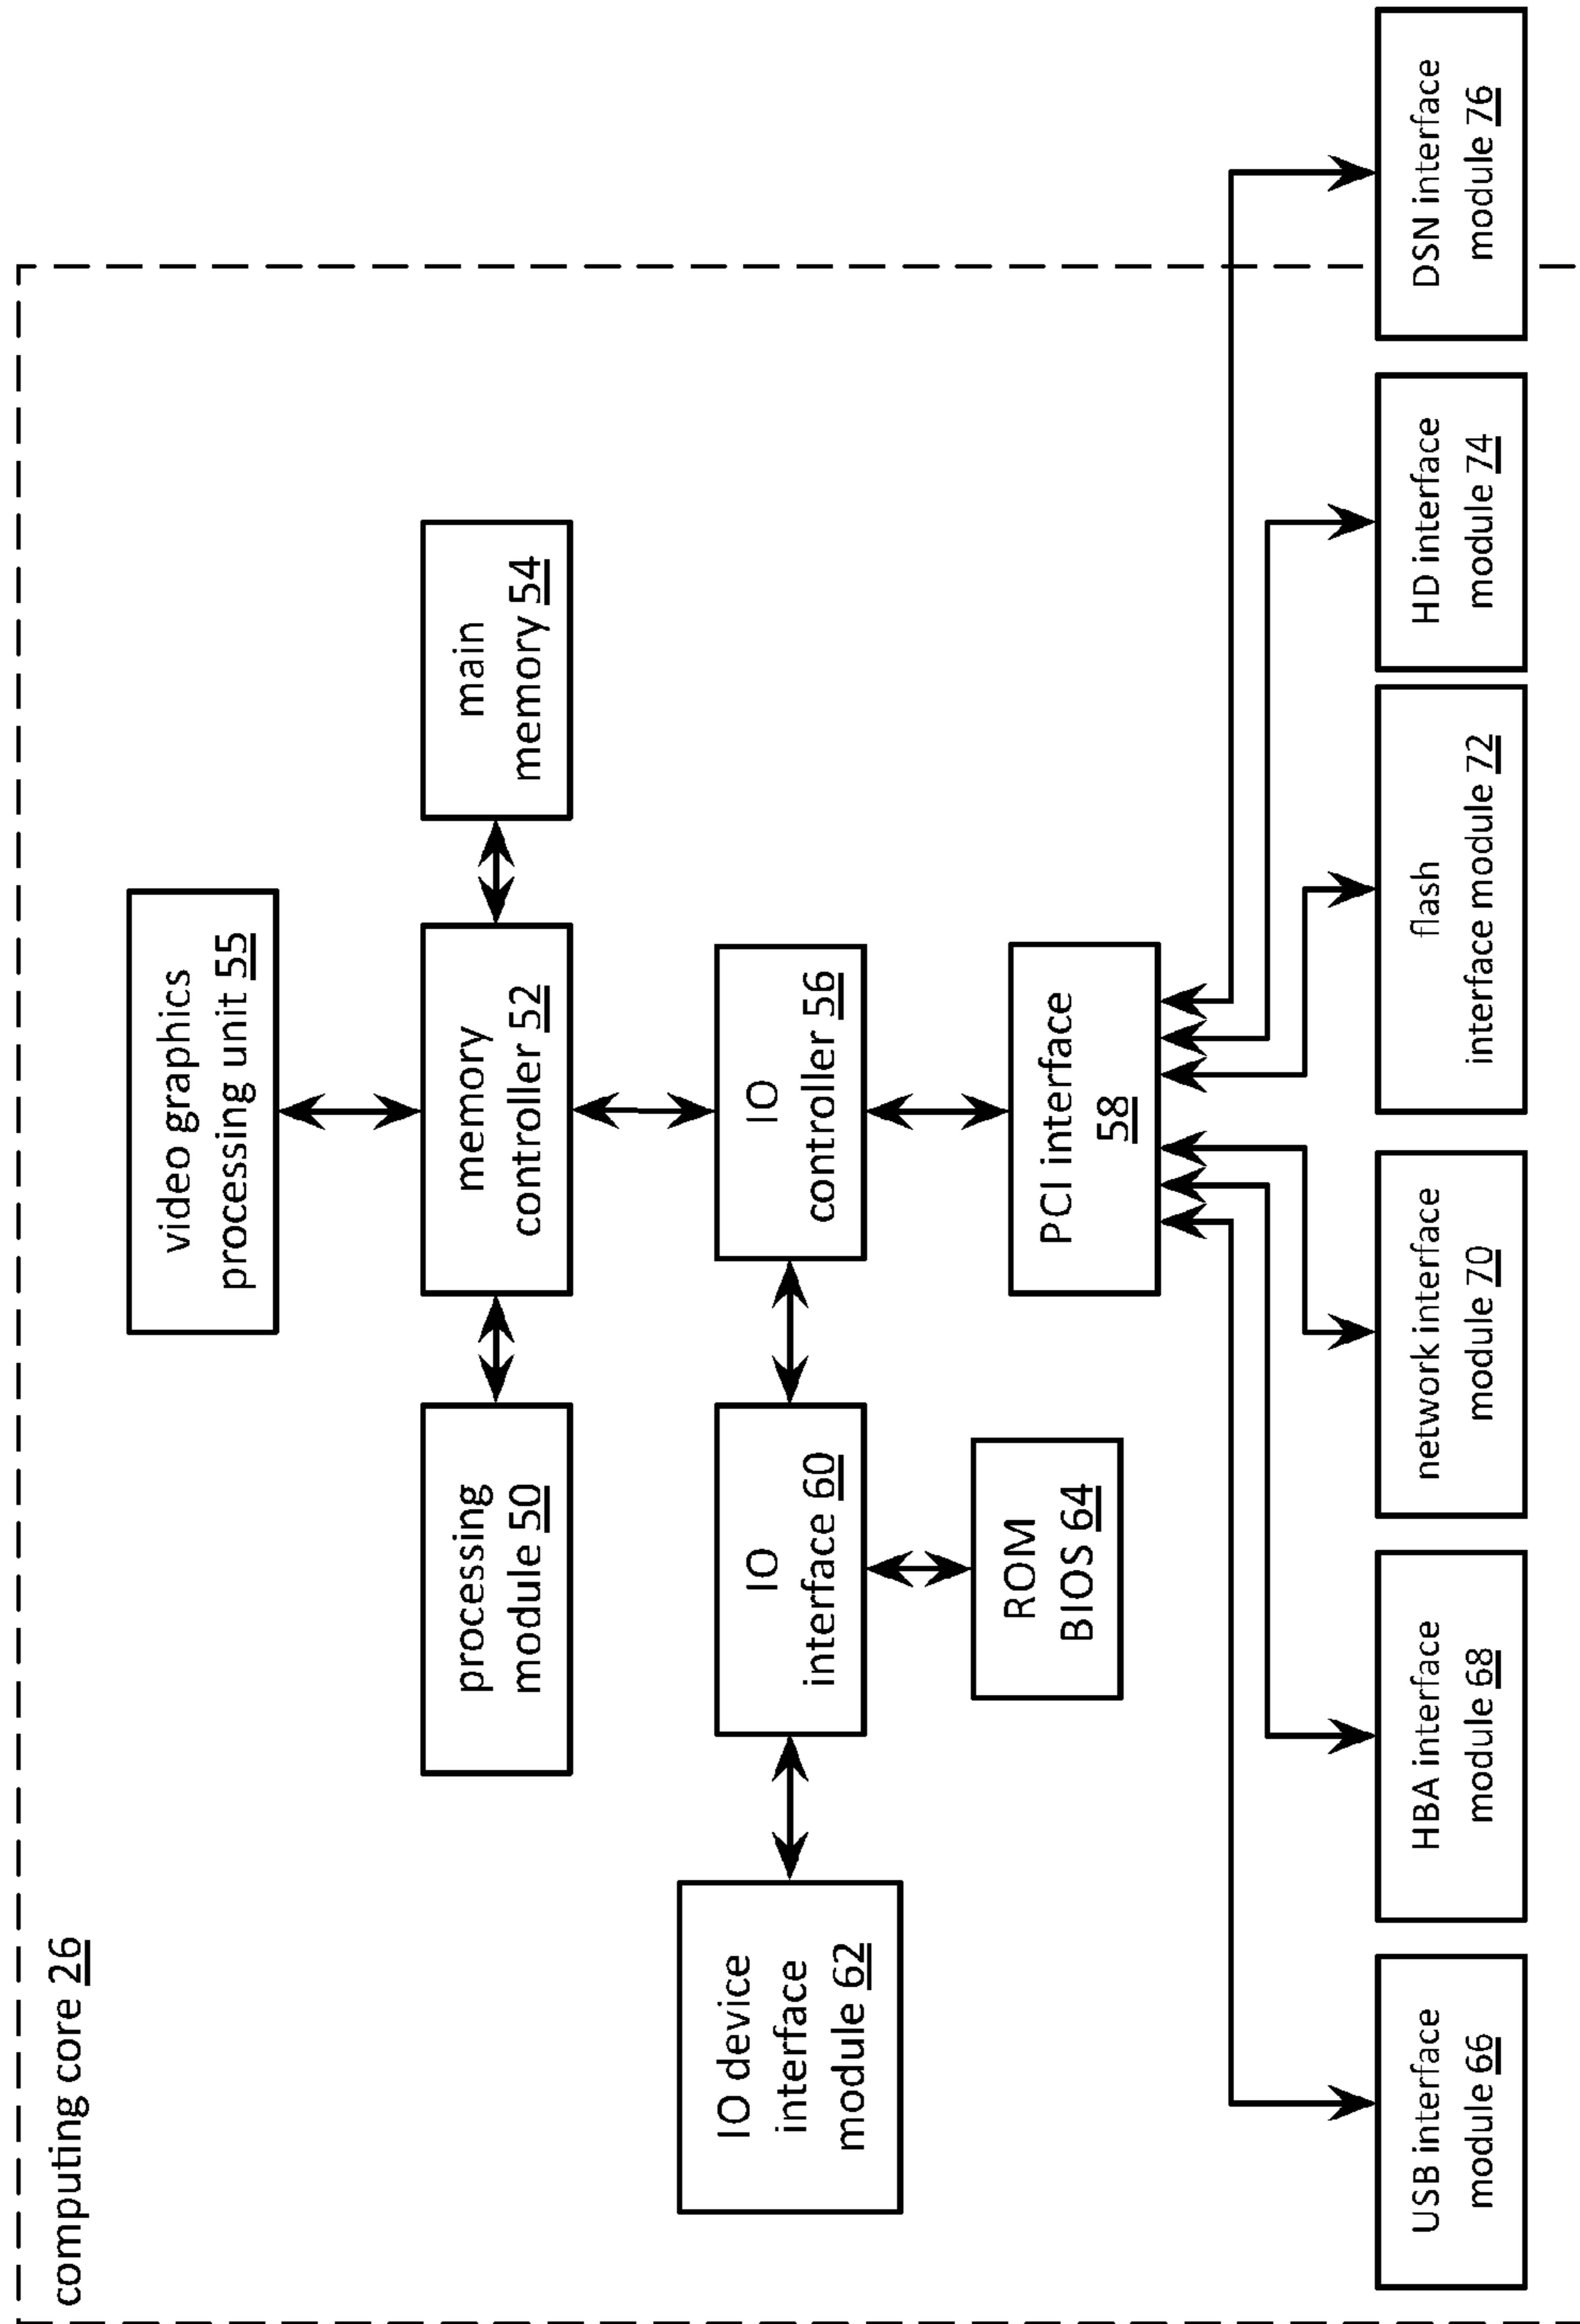 computing core 26
video graphics
processing unit 55
processing
module 50
memory
controller 52
main
memory 54
IO device
interface
module 62
IO
interface 60
IO
controller 56
ROM
BIOS 64
PCI interface
58
USB interface
module 66
HBA interface
module 68
network interface
module 70
flash
interface module 72
HD interface
module 74
DSN interface
module 76